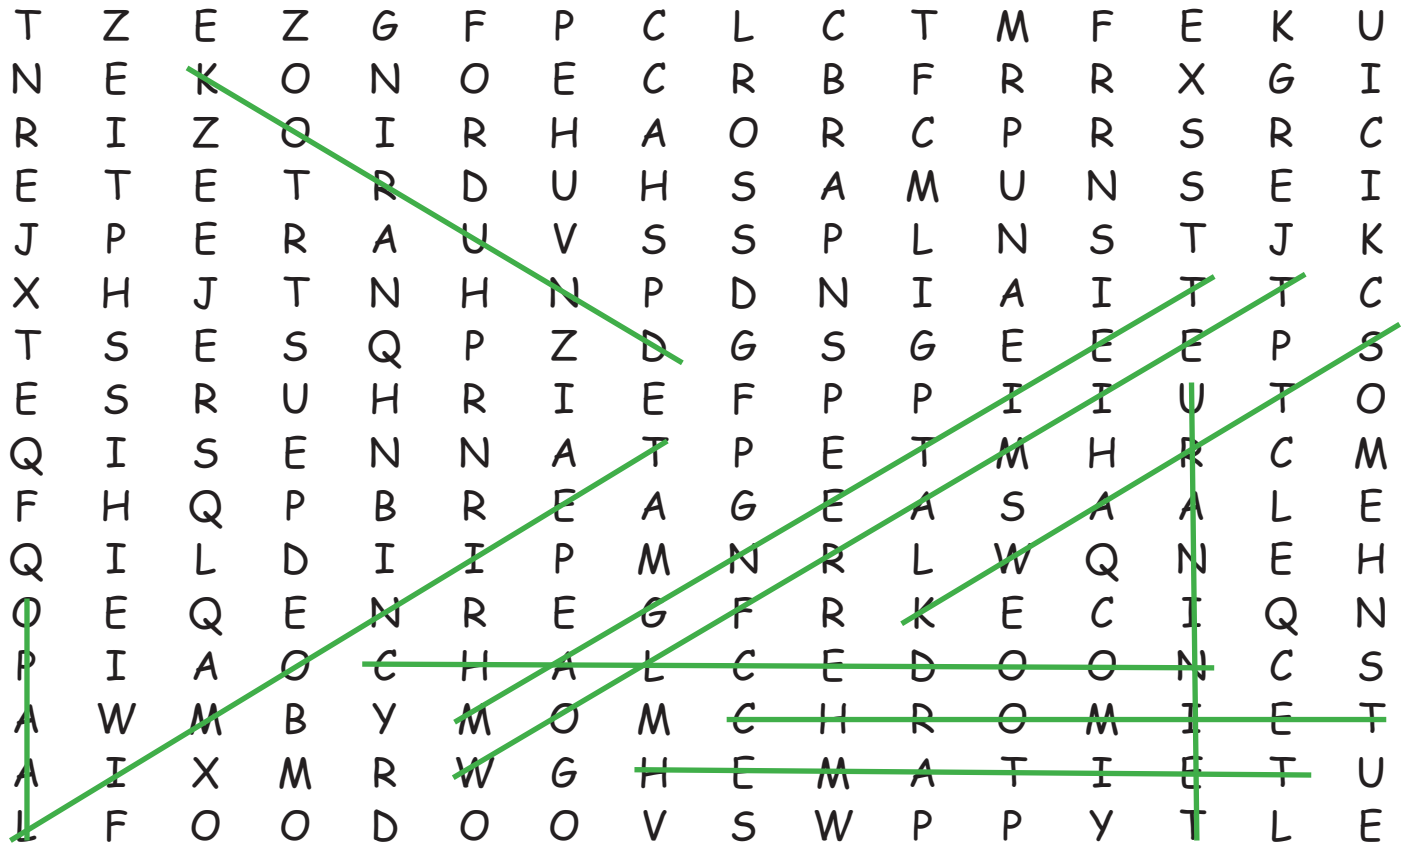 T Z E Z G F P C L C T M F E K U
N E K O N O E C R B F R R X G I
R I Z O I R H A O R C P R S R C
E T E T R D U H S A M U N S E I
J P E R A U V S S P L N S T J K
X H J T N H N P D N I A I T T C
T S E S Q P Z D G S G E E E P S
E S R U H R I E F P P I I U T O
Q I S E N N A T P E T M H R C M
F H Q P B R E A G E A S A A L E
Q I L D I I P M N R L W Q N E H
O E Q E N R E G F R K E C I Q N
P I A O C H A L C E D O O N C S
A W M B Y M O M C H R O M I E T
A I X M R W G H E M A T I E T U
L F O O D O O V S W P P Y T L E